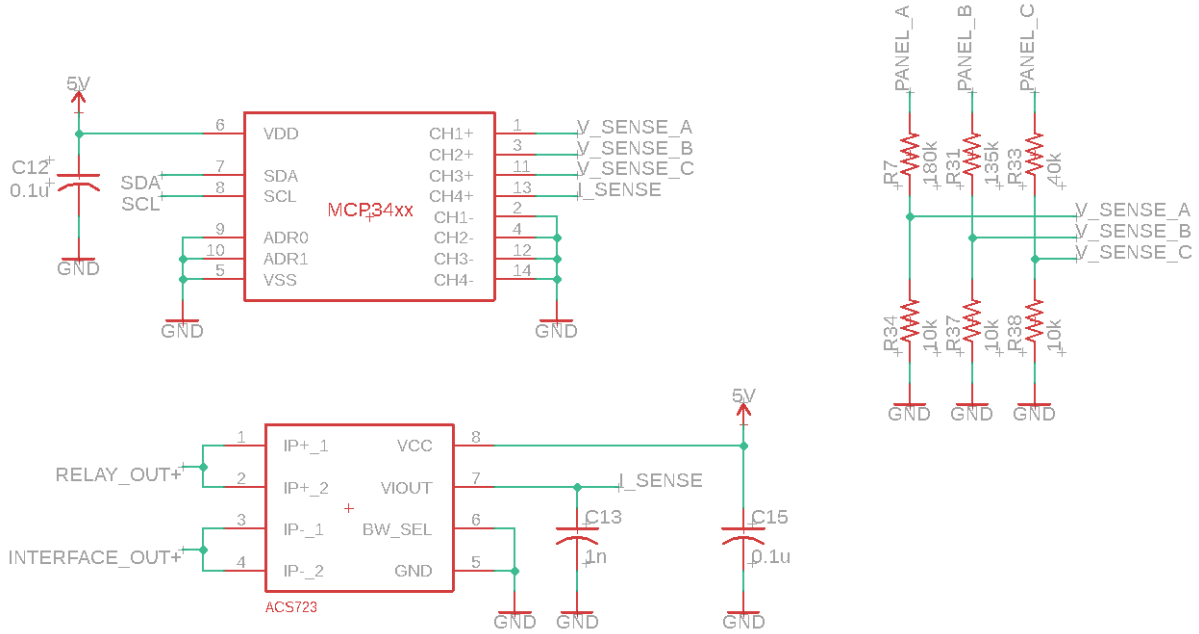 5V
C12
0.1u
GND
SDA
SCL
6
7
8
9
10
5
VDD
SDA
SCL
ADR0
ADR1
VSS
MCP34xx
CH1+
CH2+
CH3+
CH4+
CH1-
CH2-
CH3-
CH4-
1
3
11
13
2
4
12
14
V_SENSE_A
V_SENSE_B
V_SENSE_C
I_SENSE
GND
GND
PANEL_A
PANEL_B
PANEL_C
R7
180k
R31
135k
R33
40k
V_SENSE_A
V_SENSE_B
V_SENSE_C
R34
10k
R37
10k
R38
10k
GND
GND
GND
RELAY_OUT+
INTERFACE_OUT+
1
2
3
4
IP+_1
IP+_2
IP-_1
IP-_2
VCC
VIOUT
BW_SEL
GND
8
7
6
5
ACS723
I_SENSE
5V
C13
1n
C15
0.1u
GND
GND
GND